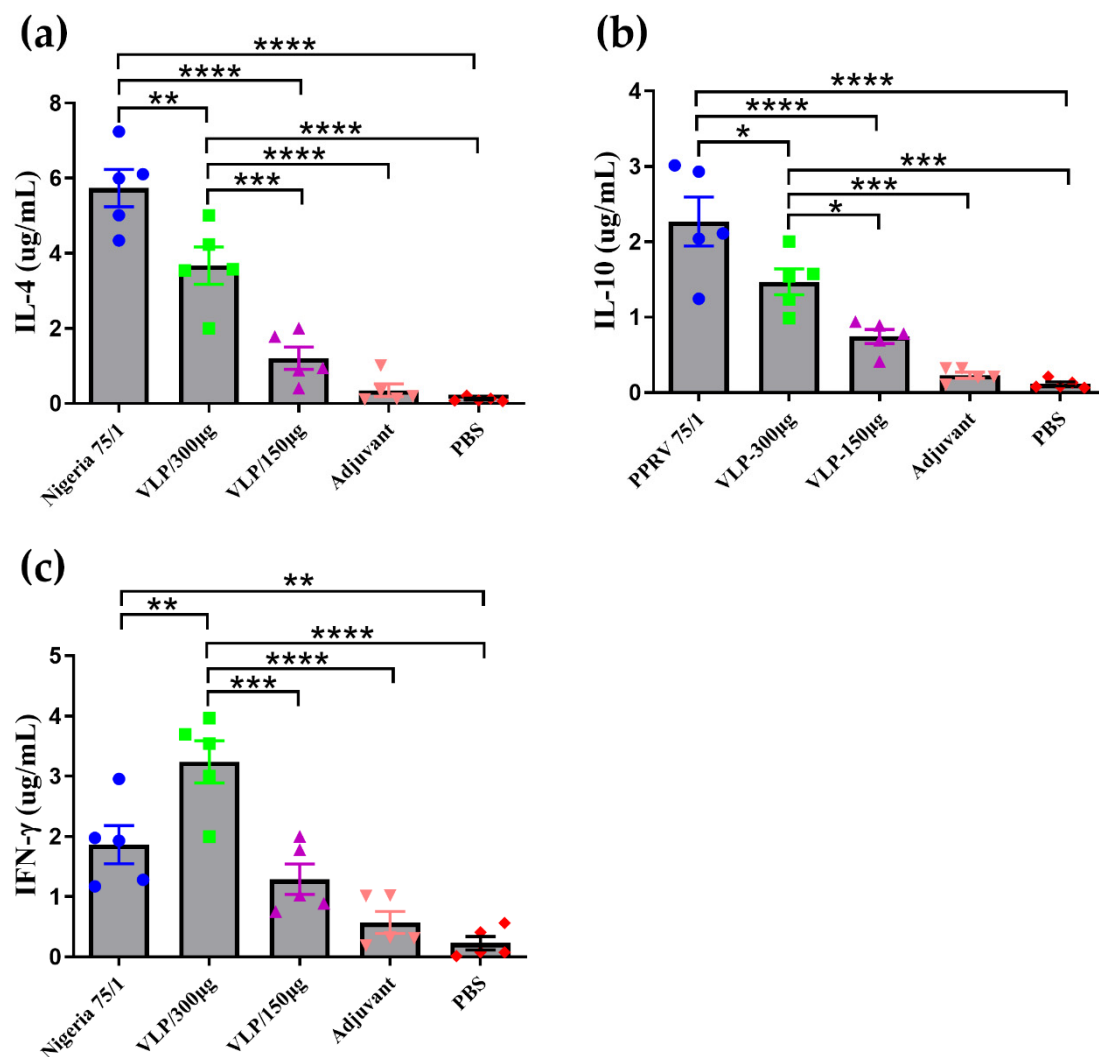 (a)
****
****
**
****
****
***
IL-4 (ug/mL)
8
6
4
2
0
Nigeria 75/1
VLP/300μg
VLP/150μg
Adjuvant
PBS
(b)
****
****
*
***
***
*
IL-10 (ug/mL)
4
3
2
1
0
PPRV 75/1
VLP-300μg
VLP-150μg
Adjuvant
PBS
(c)
**
**
****
****
***
IFN-γ (ug/mL)
5
4
3
2
1
0
Nigeria 75/1
VLP/300μg
VLP/150μg
Adjuvant
PBS